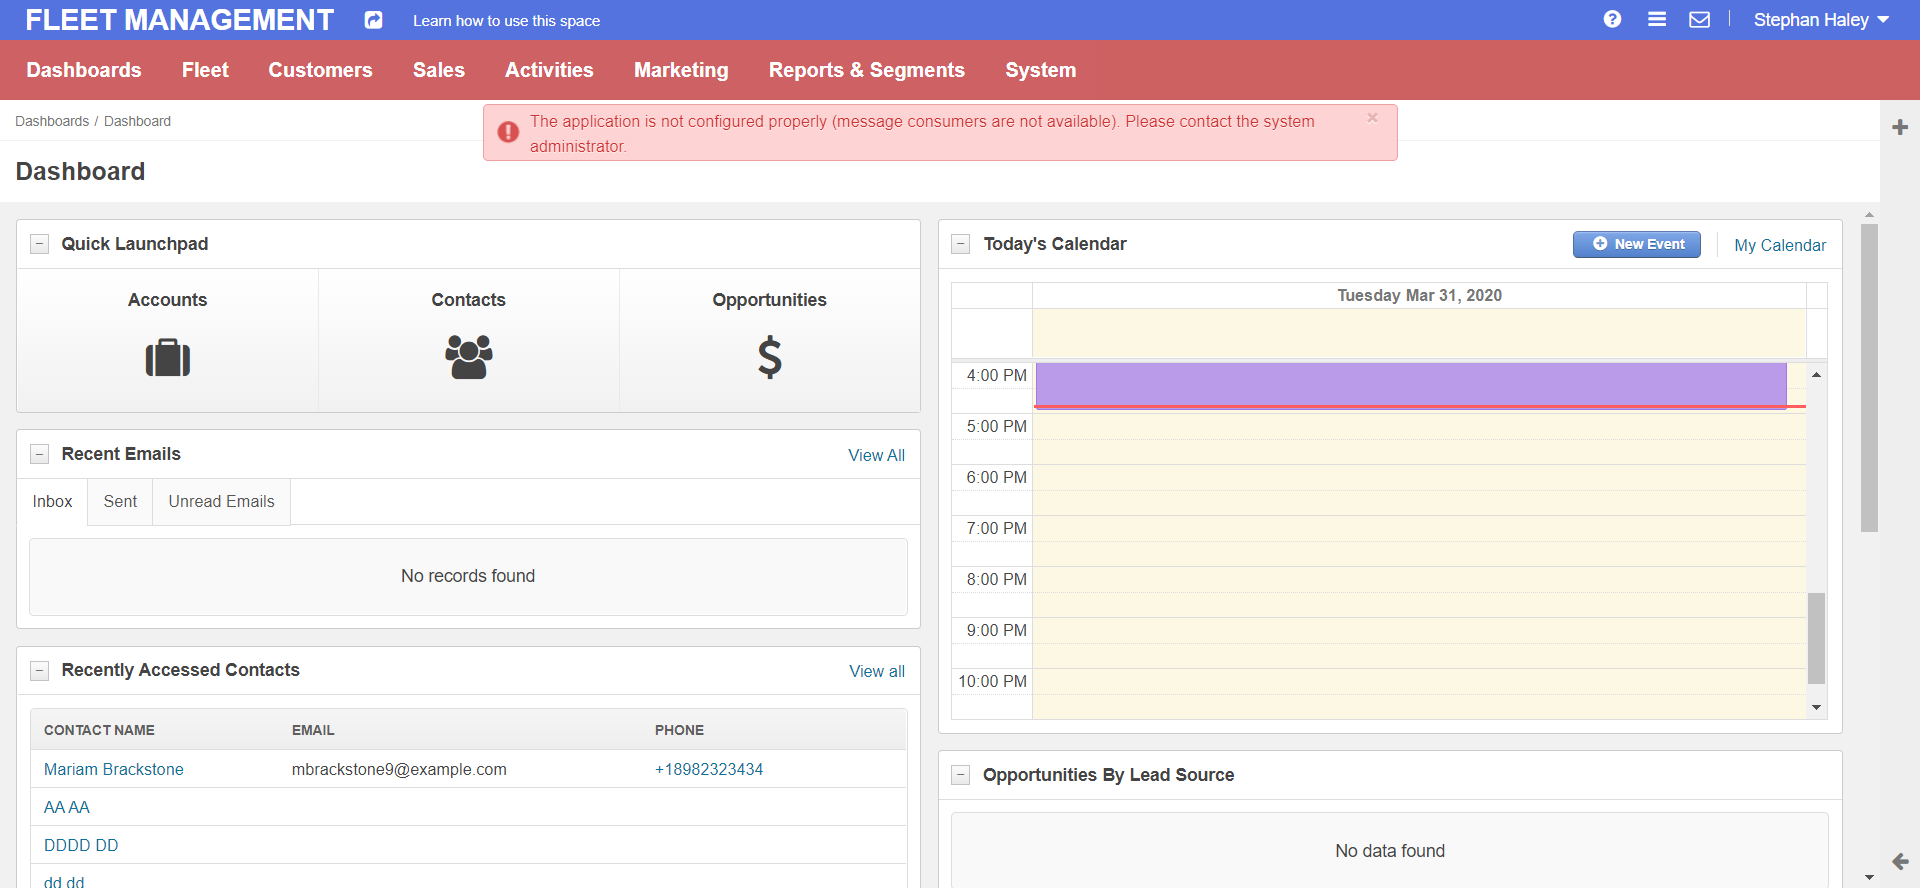 FLEET MANAGEMENT
Learn how to use this space
Stephan Haley
Dashboards Fleet Customers Sales Activities Marketing Reports & Segments System
Dashboards / Dashboard
The application is not configured properly (message consumers are not available). Please contact the system
administrator.
×
Dashboard
Quick Launchpad
Accounts
Contacts
Opportunities
Recent Emails
View All
Inbox
Sent
Unread Emails
No records found
Recently Accessed Contacts
View all
CONTACT NAME EMAIL PHONE
Mariam Brackstone mbrackstone9@example.com +18982323434
AA AA
DDDD DD
dd dd
Today's Calendar
New Event
My Calendar
Tuesday Mar 31, 2020
4:00 PM
5:00 PM
6:00 PM
7:00 PM
8:00 PM
9:00 PM
10:00 PM
Opportunities By Lead Source
No data found